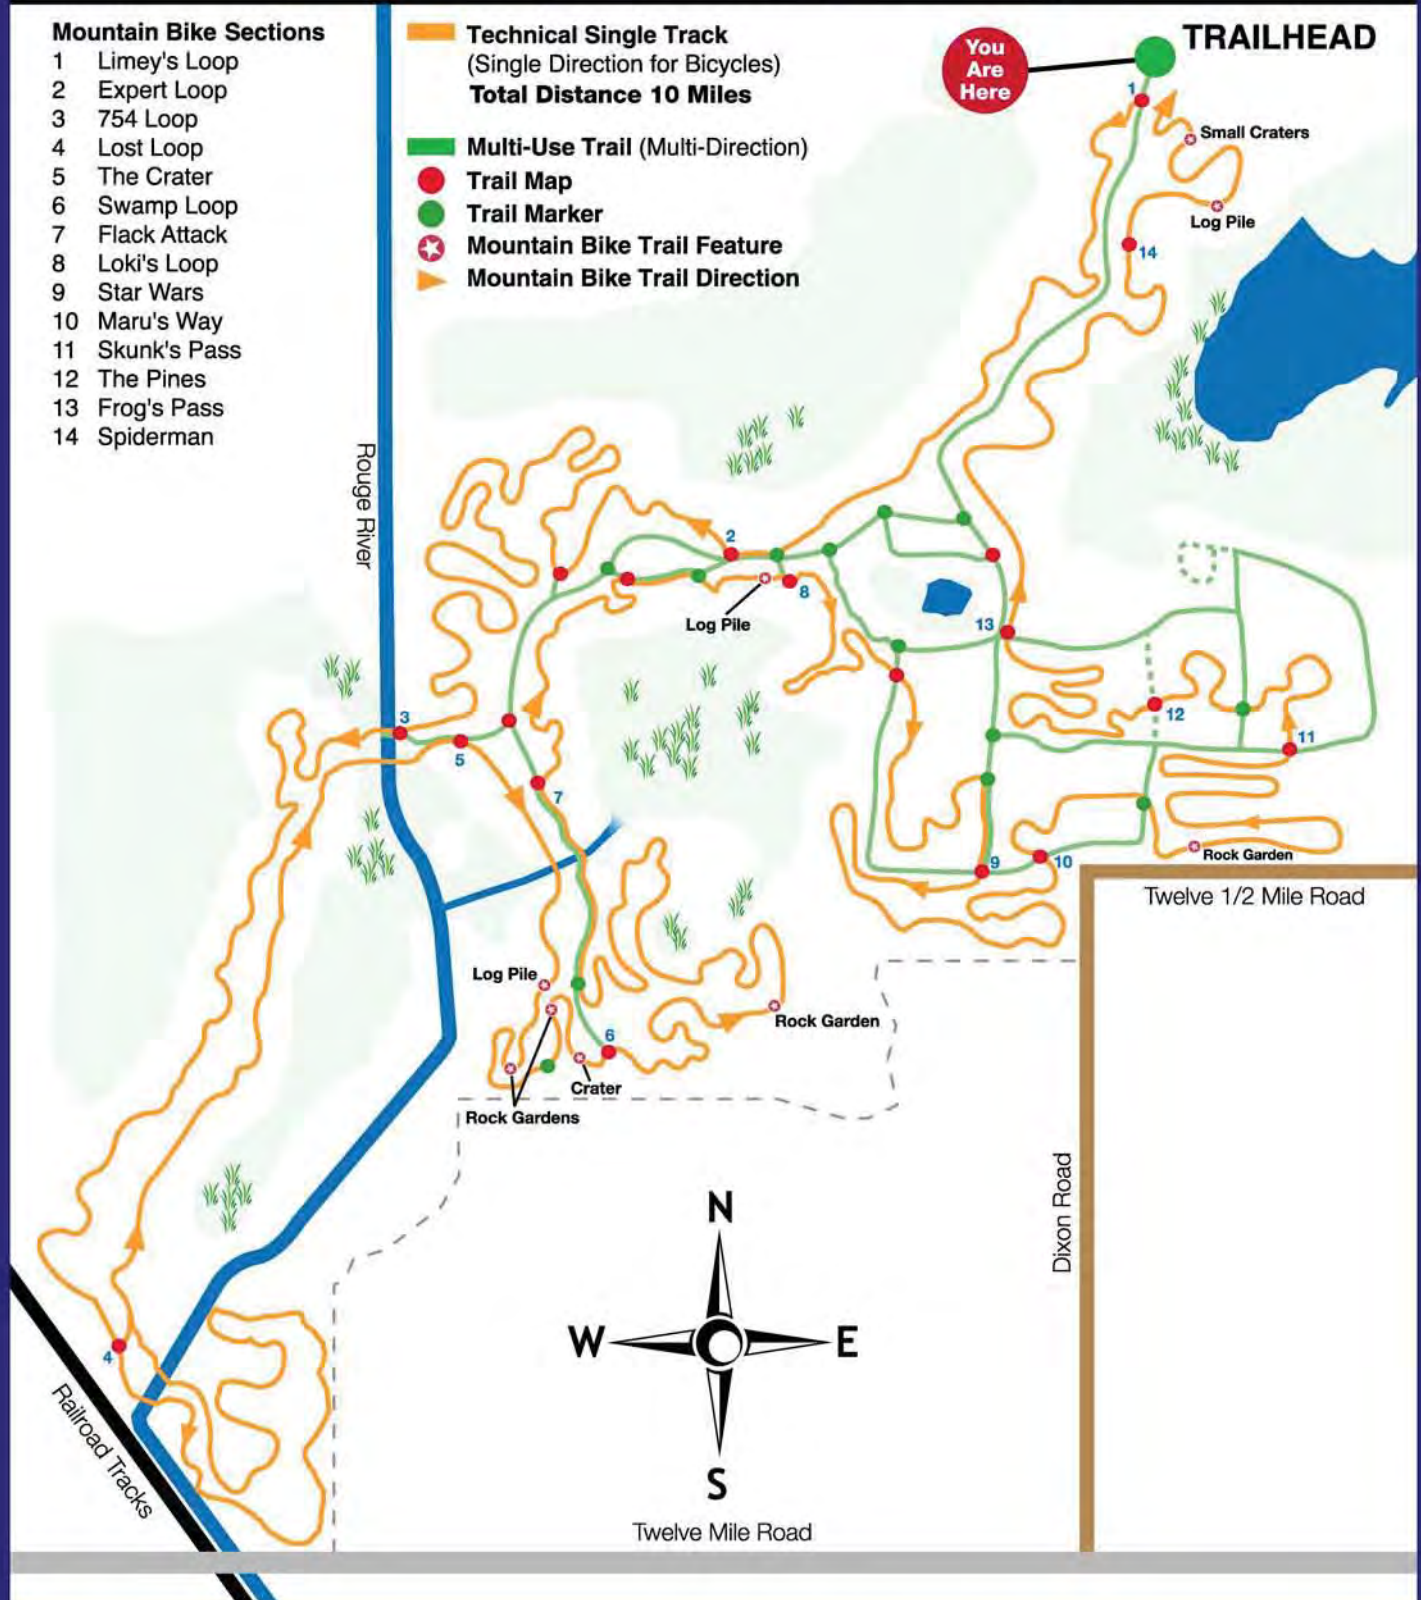 Mountain Bike Sections
1 Limey's Loop
2 Expert Loop
3 754 Loop
4 Lost Loop
5 The Crater
6 Swamp Loop
7 Flack Attack
8 Loki's Loop
9 Star Wars
10 Maru's Way
11 Skunk's Pass
12 The Pines
13 Frog's Pass
14 Spiderman
Technical Single Track
(Single Direction for Bicycles)
Total Distance 10 Miles
Multi-Use Trail (Multi-Direction)
Trail Map
Trail Marker
Mountain Bike Trail Feature
Mountain Bike Trail Direction
You
Are
Here
TRAILHEAD
1
Small Craters
Log Pile
14
Rouge River
2
8
Log Pile
13
3
5
12
11
7
9
10
Rock Garden
Twelve 1/2 Mile Road
Log Pile
Rock Garden
6
Crater
Rock Gardens
Dixon Road
N
W
E
S
4
Railroad Tracks
Twelve Mile Road